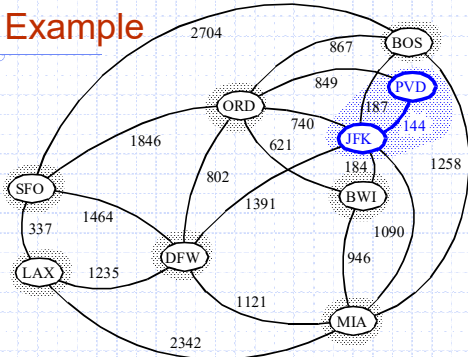 Example
2704
867
BOS
849
PVD
ORD
187
740
144
JFK
1846
621
184
1258
SFO
802
1391
BWI
1464
337
1090
DFW
946
LAX
1235
1121
MIA
2342